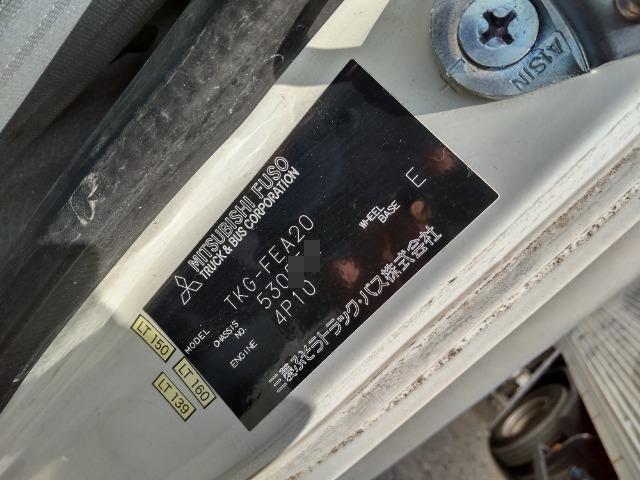 MITSUBISHI FUSO
TRUCK & BUS CORPORATION
MODEL TKG-FEA20
CHASSIS NO. 530
ENGINE 4P10
WHEEL BASE E
三菱ふそうトラック・バス株式会社
LT 150
LT 160
LT 139
AISIN